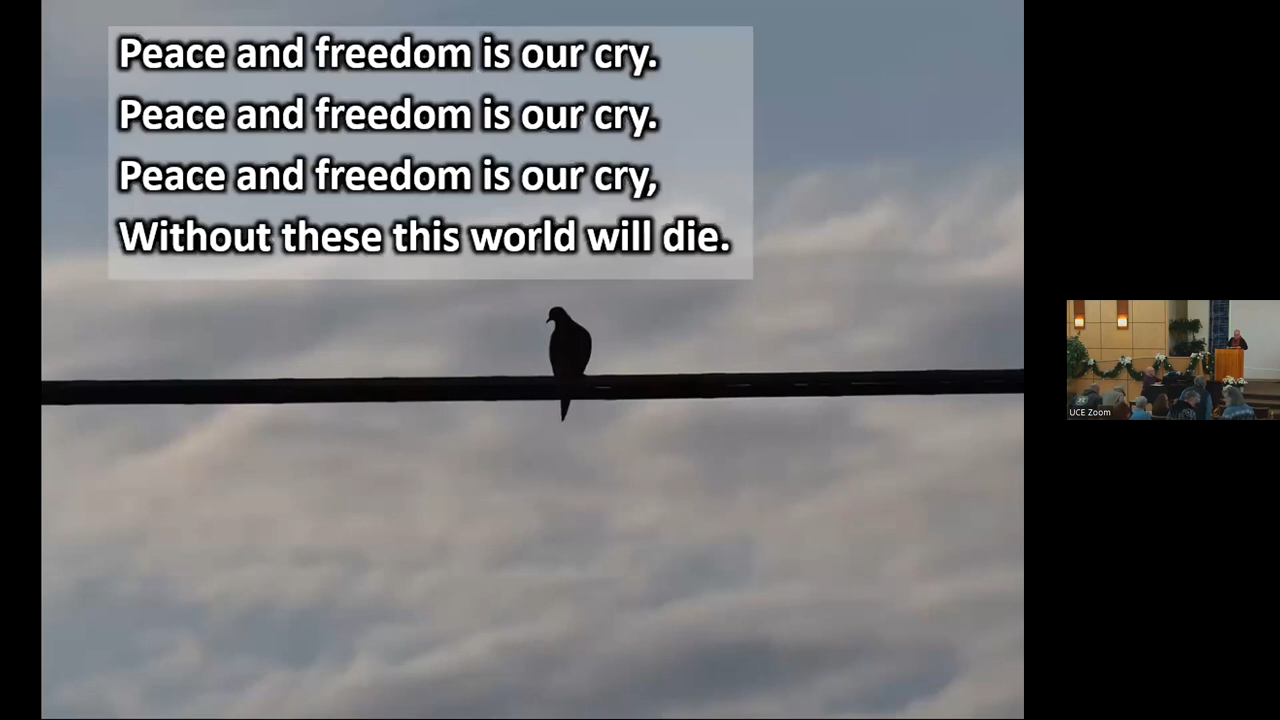 Peace and freedom is our cry.
Peace and freedom is our cry.
Peace and freedom is our cry,
Without these this world will die.
UCE Zoom